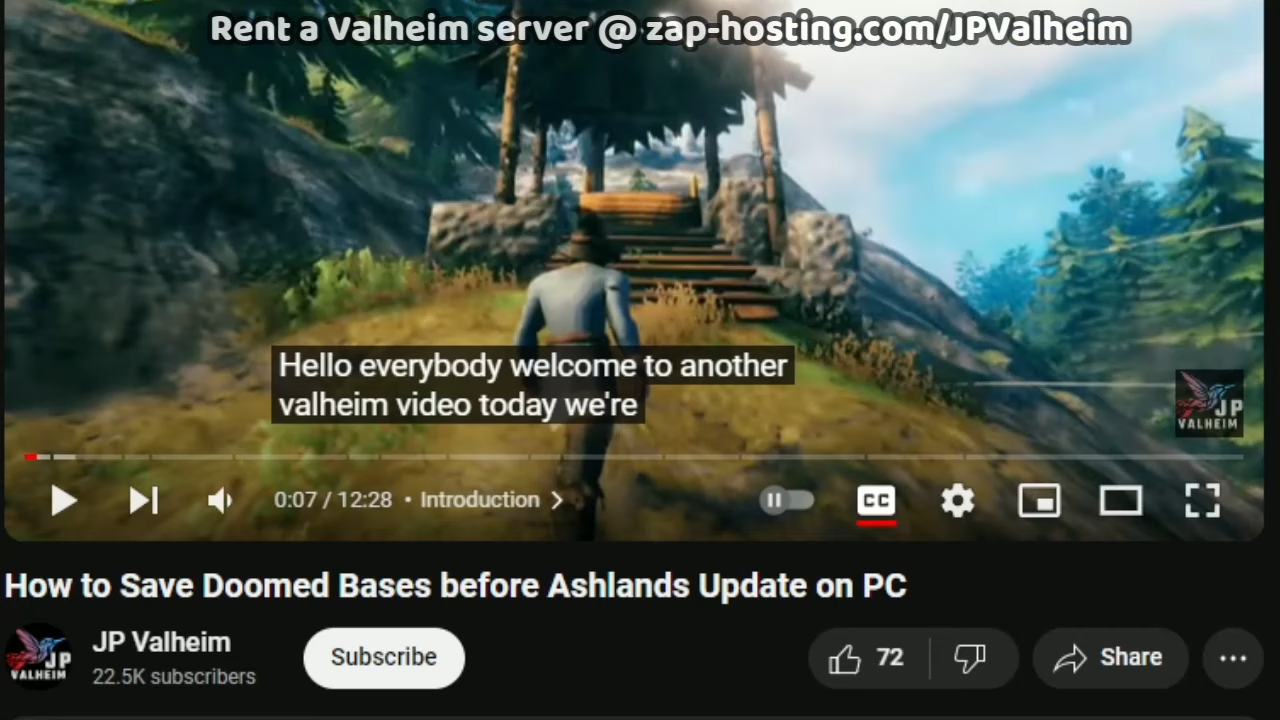 Rent a Valheim server @ zap-hosting.com/JPValheim
Hello everybody welcome to another
valheim video today we're
JP
VALHEIM
0:07 / 12:28 • Introduction
CC
How to Save Doomed Bases before Ashlands Update on PC
JP
VALHEIM
JP Valheim
22.5K subscribers
Subscribe
72
Share